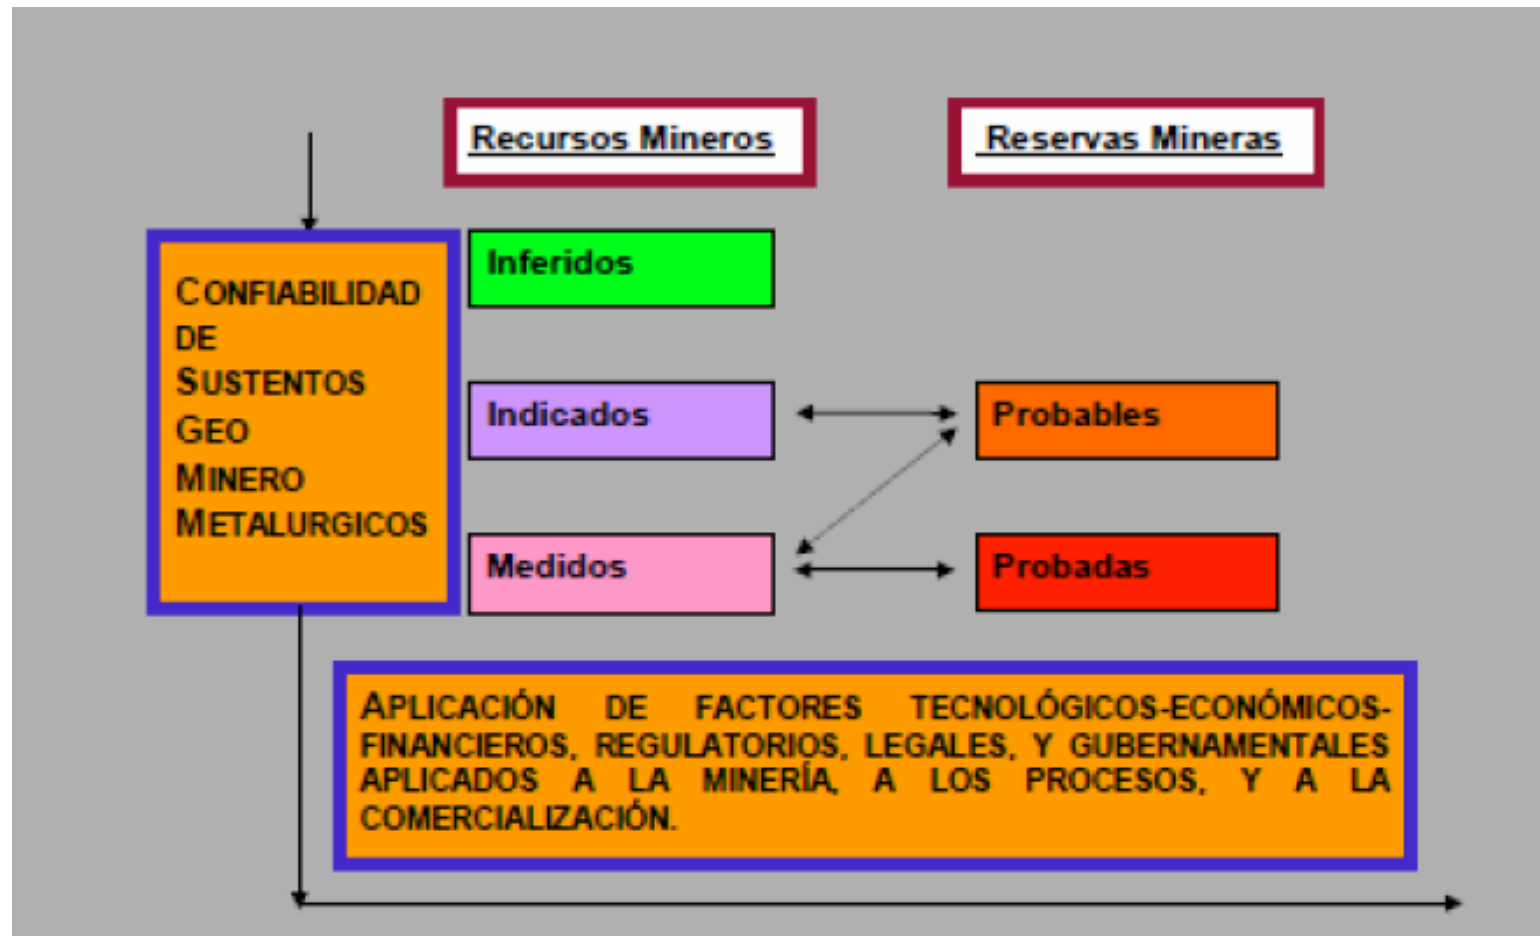 Recursos Mineros
Reservas Mineras
CONFIABILIDAD
DE
SUSTENTOS
GEO
MINERO
METALURGICOS
Inferidos
Indicados
Probables
Medidos
Probadas
APLICACIÓN DE FACTORES TECNOLÓGICOS-ECONÓMICOS-
FINANCIEROS, REGULATORIOS, LEGALES, Y GUBERNAMENTALES
APLICADOS A LA MINERÍA, A LOS PROCESOS, Y A LA
COMERCIALIZACIÓN.